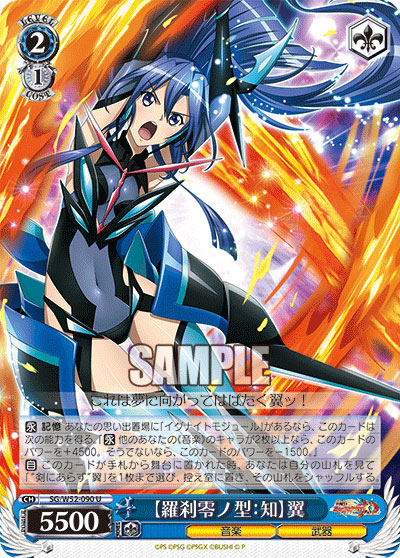 LEVEL
2
1
COST
SAMPLE
これは夢に向かってはばたく翼ッ！
永 記憶 あなたの思い出置場に「イグナイトモジュール」があるなら、このカードは
次の能力を得る。『永 他のあなたの《音楽》のキャラが2枚以上なら、このカードの
パワーを+4500。そうでないなら、このカードのパワーを−1500。』
自 このカードが手札から舞台に置かれた時、あなたは自分の山札を見て
“【剣にあらず】翼”を1枚まで選び、控え室に置き、その山札をシャッフルする。
CH SG/W52-090 U
5500
【羅刹零ノ型:知】翼
音楽 武器
©PS ©PSG ©PSGX ©BUSHI © P